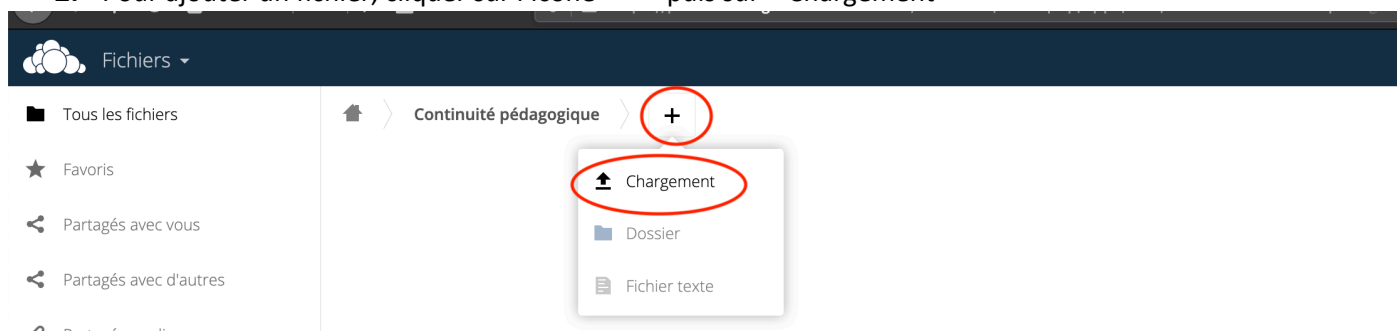 Fichiers
Tous les fichiers
Continuité pédagogique
+
Favoris
Chargement
Partagés avec vous
Dossier
Partagés avec d'autres
Fichier texte